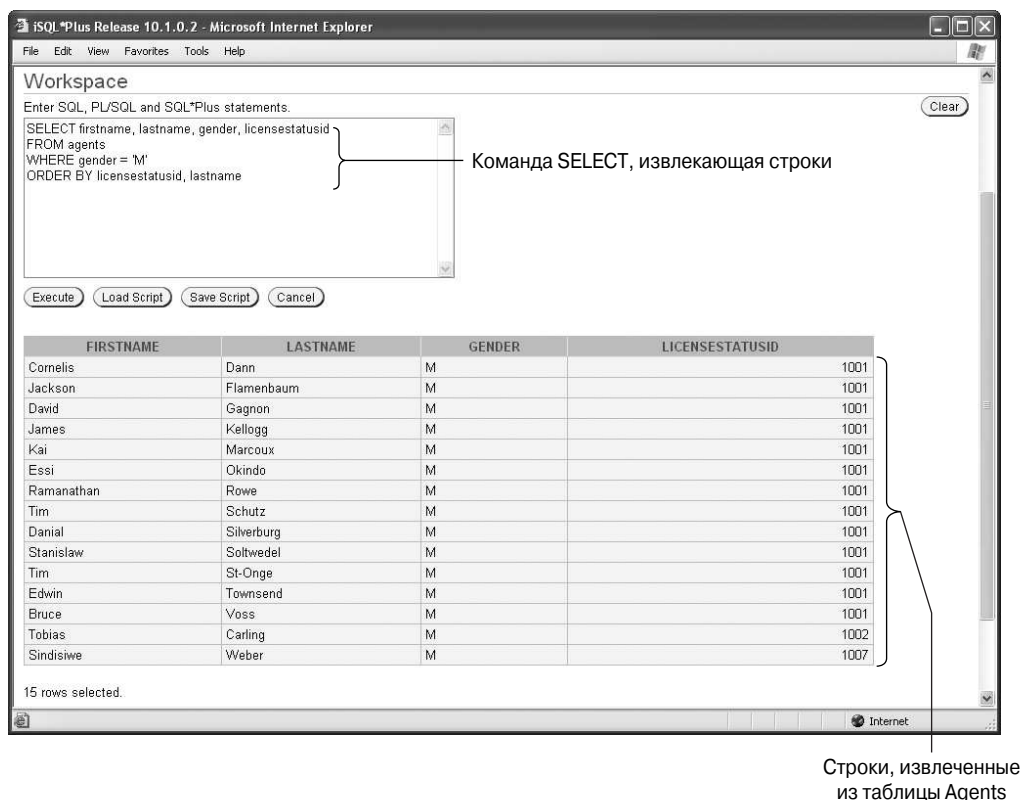 iSQL*Plus Release 10.1.0.2 - Microsoft Internet Explorer
File Edit View Favorites Tools Help
Workspace
Enter SQL, PL/SQL and SQL*Plus statements.
Clear
SELECT firstname, lastname, gender, licensestatusid
FROM agents
WHERE gender = 'M'
ORDER BY licensestatusid, lastname
Команда SELECT, извлекающая строки
Execute Load Script Save Script Cancel
FIRSTNAME LASTNAME GENDER LICENSESTATUSID
Cornelis Dann M 1001
Jackson Flamenbaum M 1001
David Gagnon M 1001
James Kellogg M 1001
Kai Marcoux M 1001
Essi Okindo M 1001
Ramanathan Rowe M 1001
Tim Schutz M 1001
Danial Silverburg M 1001
Stanislaw Soltwedel M 1001
Tim St-Onge M 1001
Edwin Townsend M 1001
Bruce Voss M 1001
Tobias Carling M 1002
Sindisiwe Weber M 1007
15 rows selected.
Internet
Строки, извлеченные
из таблицы Agents